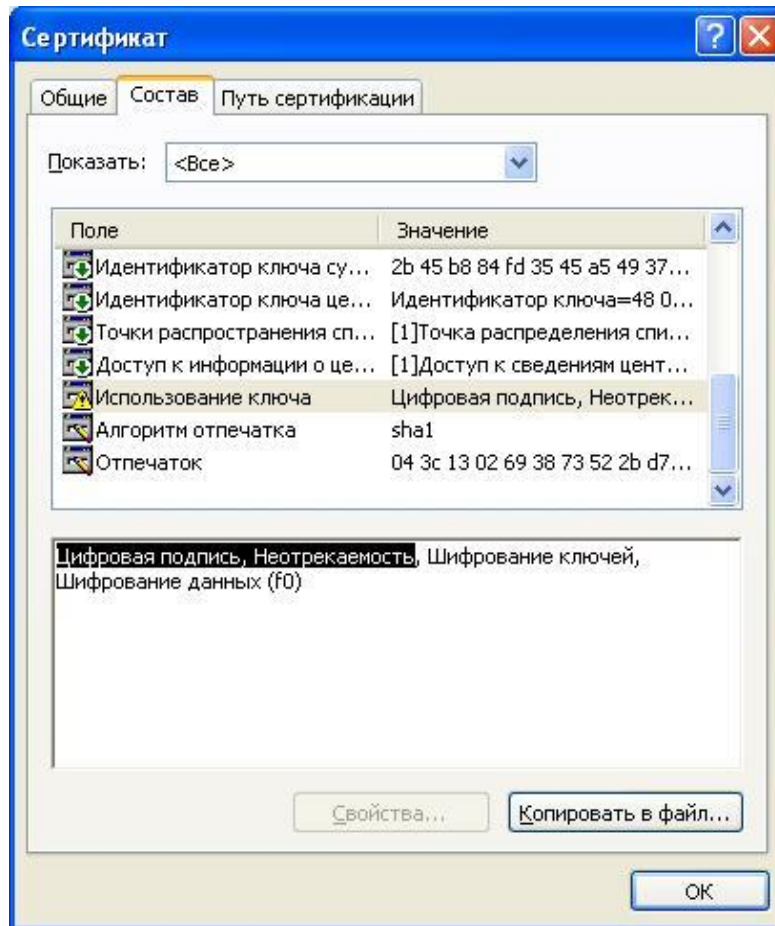 Сертификат
Общие Состав Путь сертификации
Показать: <Все>
Поле Значение
Идентификатор ключа су... 2b 45 b8 84 fd 35 45 a5 49 37...
Идентификатор ключа це... Идентификатор ключа=48 0...
Точки распространения сп... [1]Точка распределения спи...
Доступ к информации о це... [1]Доступ к сведениям цент...
Использование ключа Цифровая подпись, Неотрек...
Алгоритм отпечатка sha1
Отпечаток 04 3c 13 02 69 38 73 52 2b d7...
Цифровая подпись, Неотрекаемость, Шифрование ключей,
Шифрование данных (f0)
Свойства... Копировать в файл...
ОК